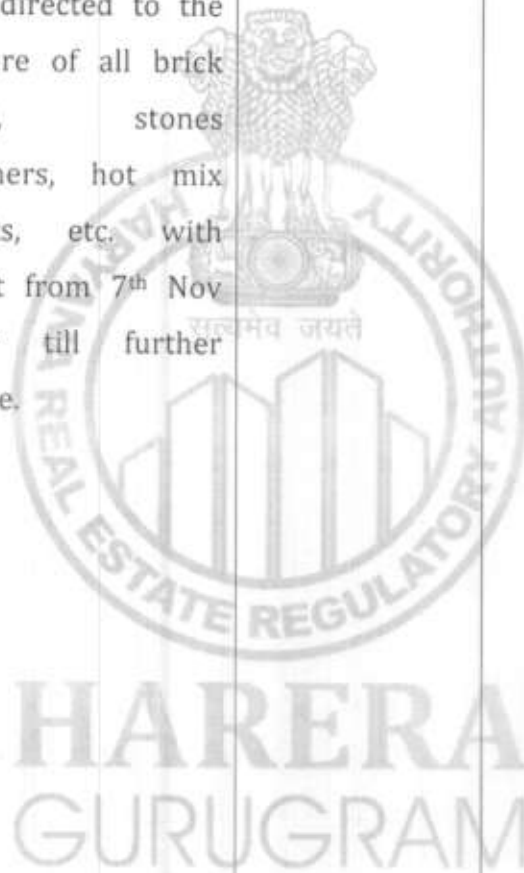 directed to the
re of all brick
stones
ners, hot mix
s, etc. with
t from 7th Nov
till further
e.
सत्यमेव जयते
HARYANA REAL ESTATE REGULATORY AUTHORITY
HARERA
GURUGRAM